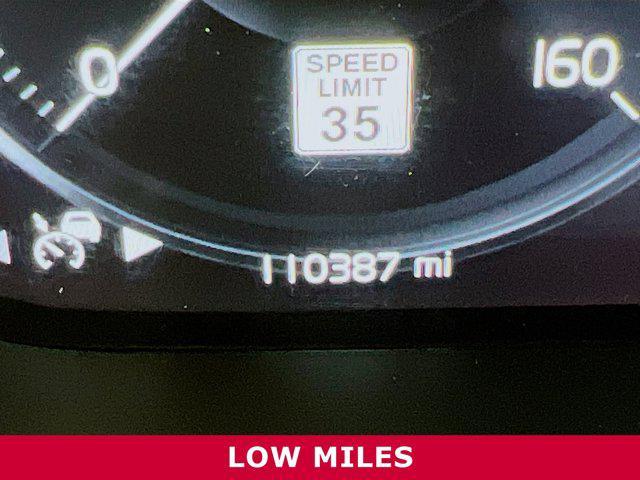 0
160
SPEED
LIMIT
35
110387 mi
LOW MILES